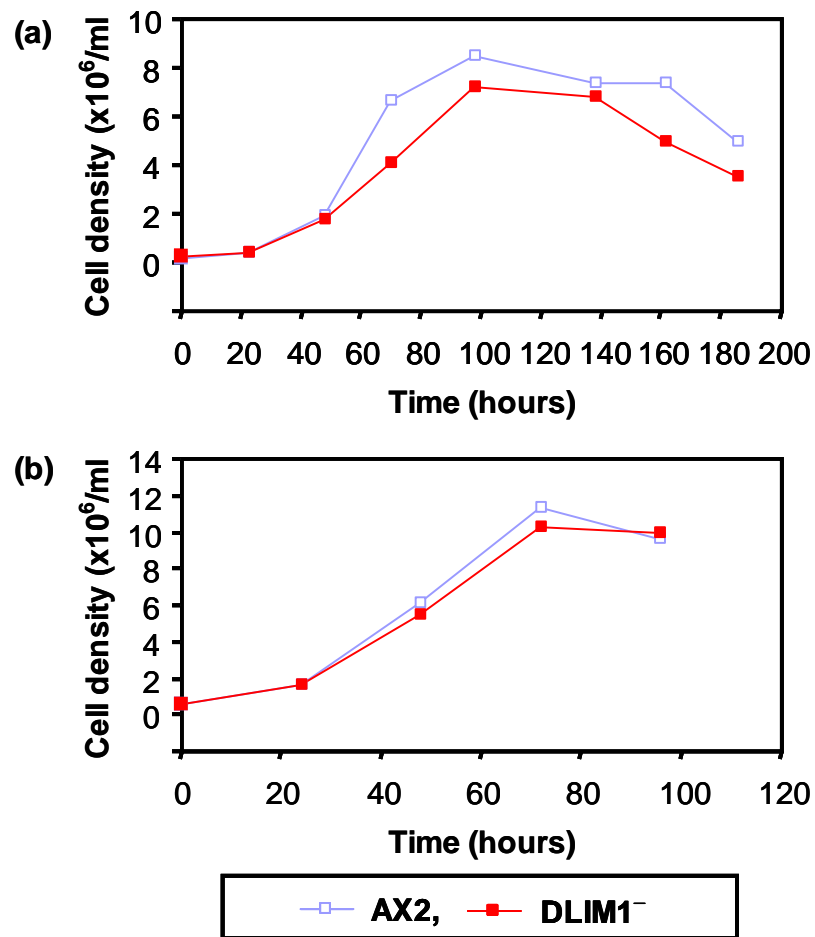 (a)
Cell density (x10⁶/ml
10
8
6
4
2
0
0 20 40 60 80 100 120 140 160 180 200
Time (hours)
(b)
Cell density (x10⁶/ml
14
12
10
8
6
4
2
0
0 20 40 60 80 100 120
Time (hours)
AX2, DLIM1⁻